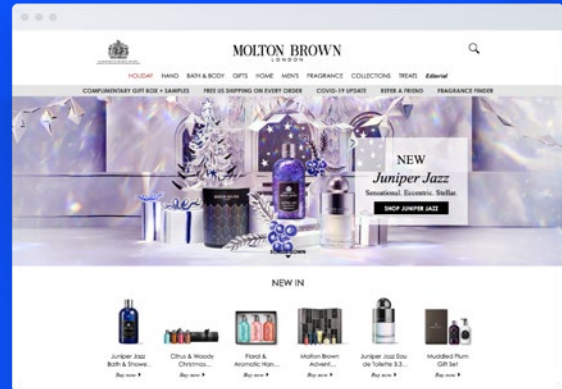 MOLTON BROWN
LONDON
HOLIDAY HAND BATH & BODY GIFTS HOME MEN'S FRAGRANCE COLLECTIONS TREATS Editorial
COMPLIMENTARY GIFT BOX + SAMPLES FREE US SHIPPING ON EVERY ORDER COVID-19 UPDATE REFER A FRIEND FRAGRANCE FINDER
NEW
Juniper Jazz
Sensational. Eccentric. Stellar.
SHOP JUNIPER JAZZ
NEW IN
Juniper Jazz Bath & Showe...
Buy now
Citrus & Woody Christmas...
Buy now
Floral & Aromatic Han...
Buy now
Molton Brown Advent...
Buy now
Juniper Jazz Eau de Toilette 3.3...
Buy now
Muddled Plum Gift Set
Buy now